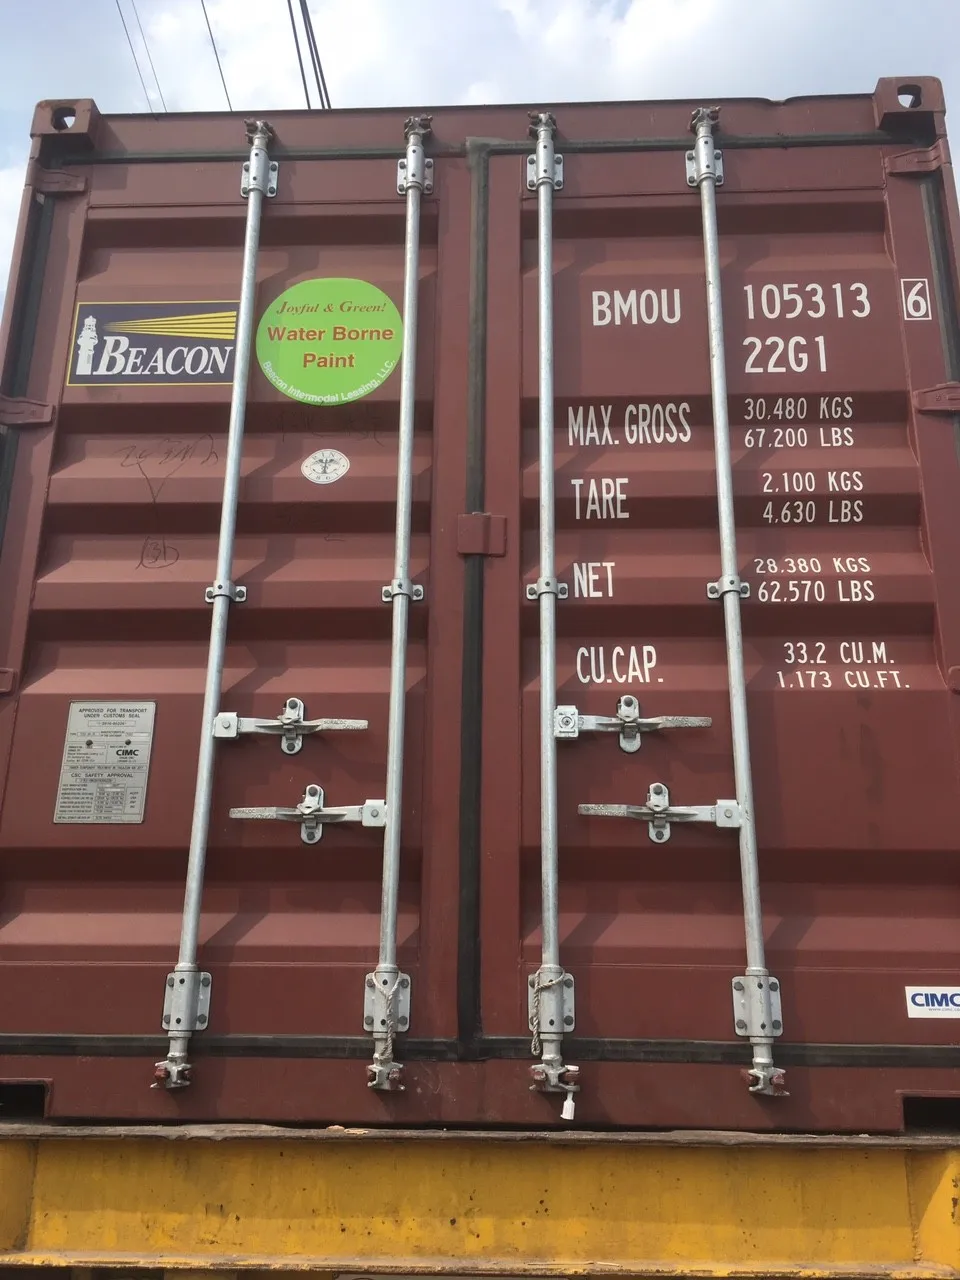 BEACON
Joyful & Green!
Water Borne
Paint
Beacon Intermodal Leasing, LLC.
BMOU 105313 6
22G1
MAX. GROSS 30,480 KGS
67,200 LBS
TARE 2,100 KGS
4,630 LBS
NET 28,380 KGS
62,570 LBS
CU.CAP. 33.2 CU.M.
1,173 CU.FT.
APPROVED FOR TRANSPORT
UNDER CUSTOMS SEAL
CIMC
CSC SAFETY APPROVAL
CIMC